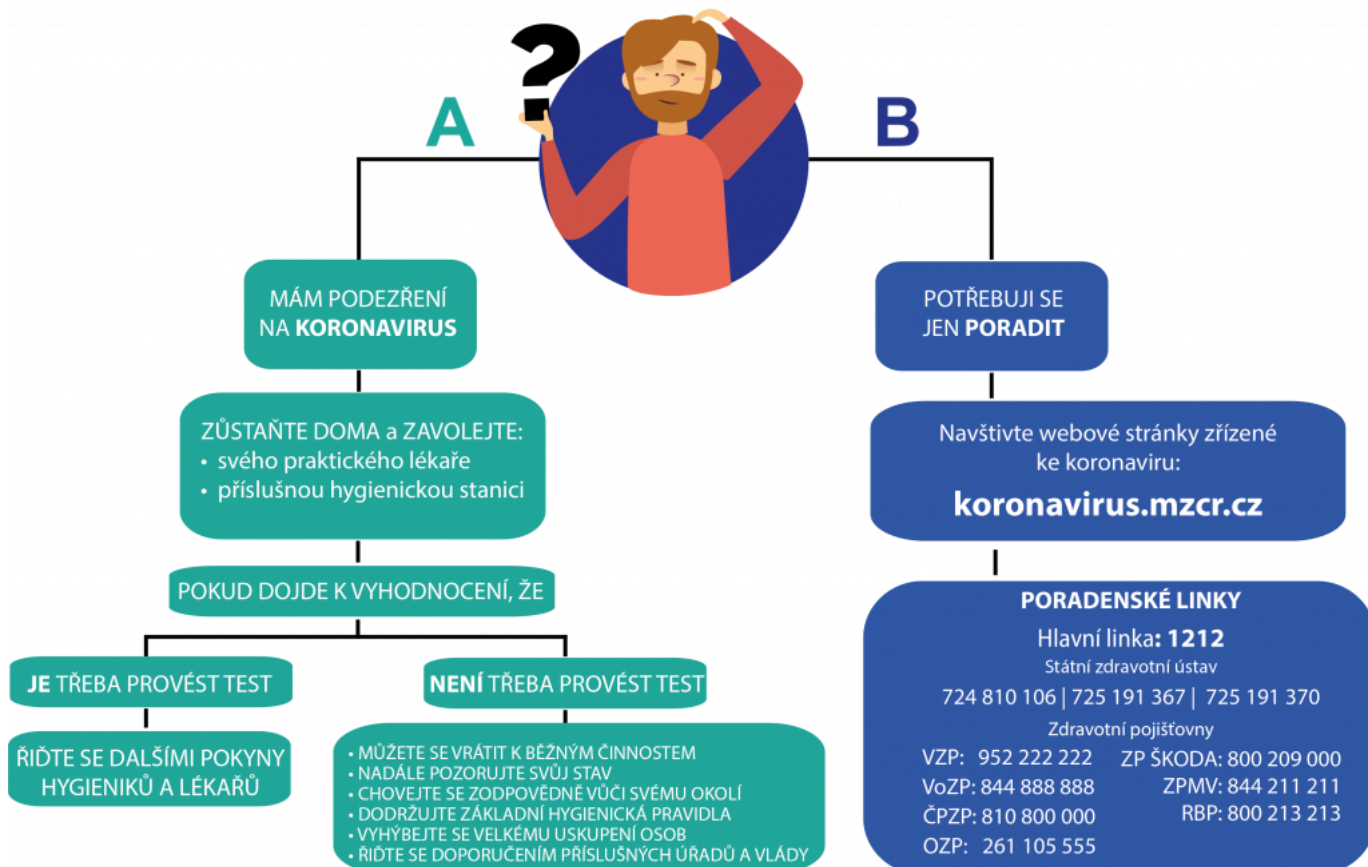 ?
A
B
MÁM PODEZŘENÍ
NA KORONAVIRUS
ZŮSTAŇTE DOMA a ZAVOLEJTE:
• svého praktického lékaře
• příslušnou hygienickou stanici
POKUD DOJDE K VYHODNOCENÍ, ŽE
JE TŘEBA PROVÉST TEST
ŘIĎTE SE DALŠÍMI POKYNY
HYGIENIKŮ A LÉKAŘŮ
NENÍ TŘEBA PROVÉST TEST
• MŮŽETE SE VRÁTIT K BĚŽNÝM ČINNOSTEM
• NADÁLE POZORUJTE SVŮJ STAV
• CHOVEJTE SE ZODPOVĚDNĚ VŮČI SVÉMU OKOLÍ
• DODRŽUJTE ZÁKLADNÍ HYGIENICKÁ PRAVIDLA
• VYHÝBEJTE SE VELKÉMU USKUPENÍ OSOB
• ŘIĎTE SE DOPORUČENÍM PŘÍSLUŠNÝCH ÚŘADŮ A VLÁDY
POTŘEBUJI SE
JEN PORADIT
Navštivte webové stránky zřízené
ke koronaviru:
koronavirus.mzcr.cz
PORADENSKÉ LINKY
Hlavní linka: 1212
Státní zdravotní ústav
724 810 106 | 725 191 367 | 725 191 370
Zdravotní pojišťovny
VZP: 952 222 222 ZP ŠKODA: 800 209 000
VoZP: 844 888 888 ZPMV: 844 211 211
ČPZP: 810 800 000 RBP: 800 213 213
OZP: 261 105 555